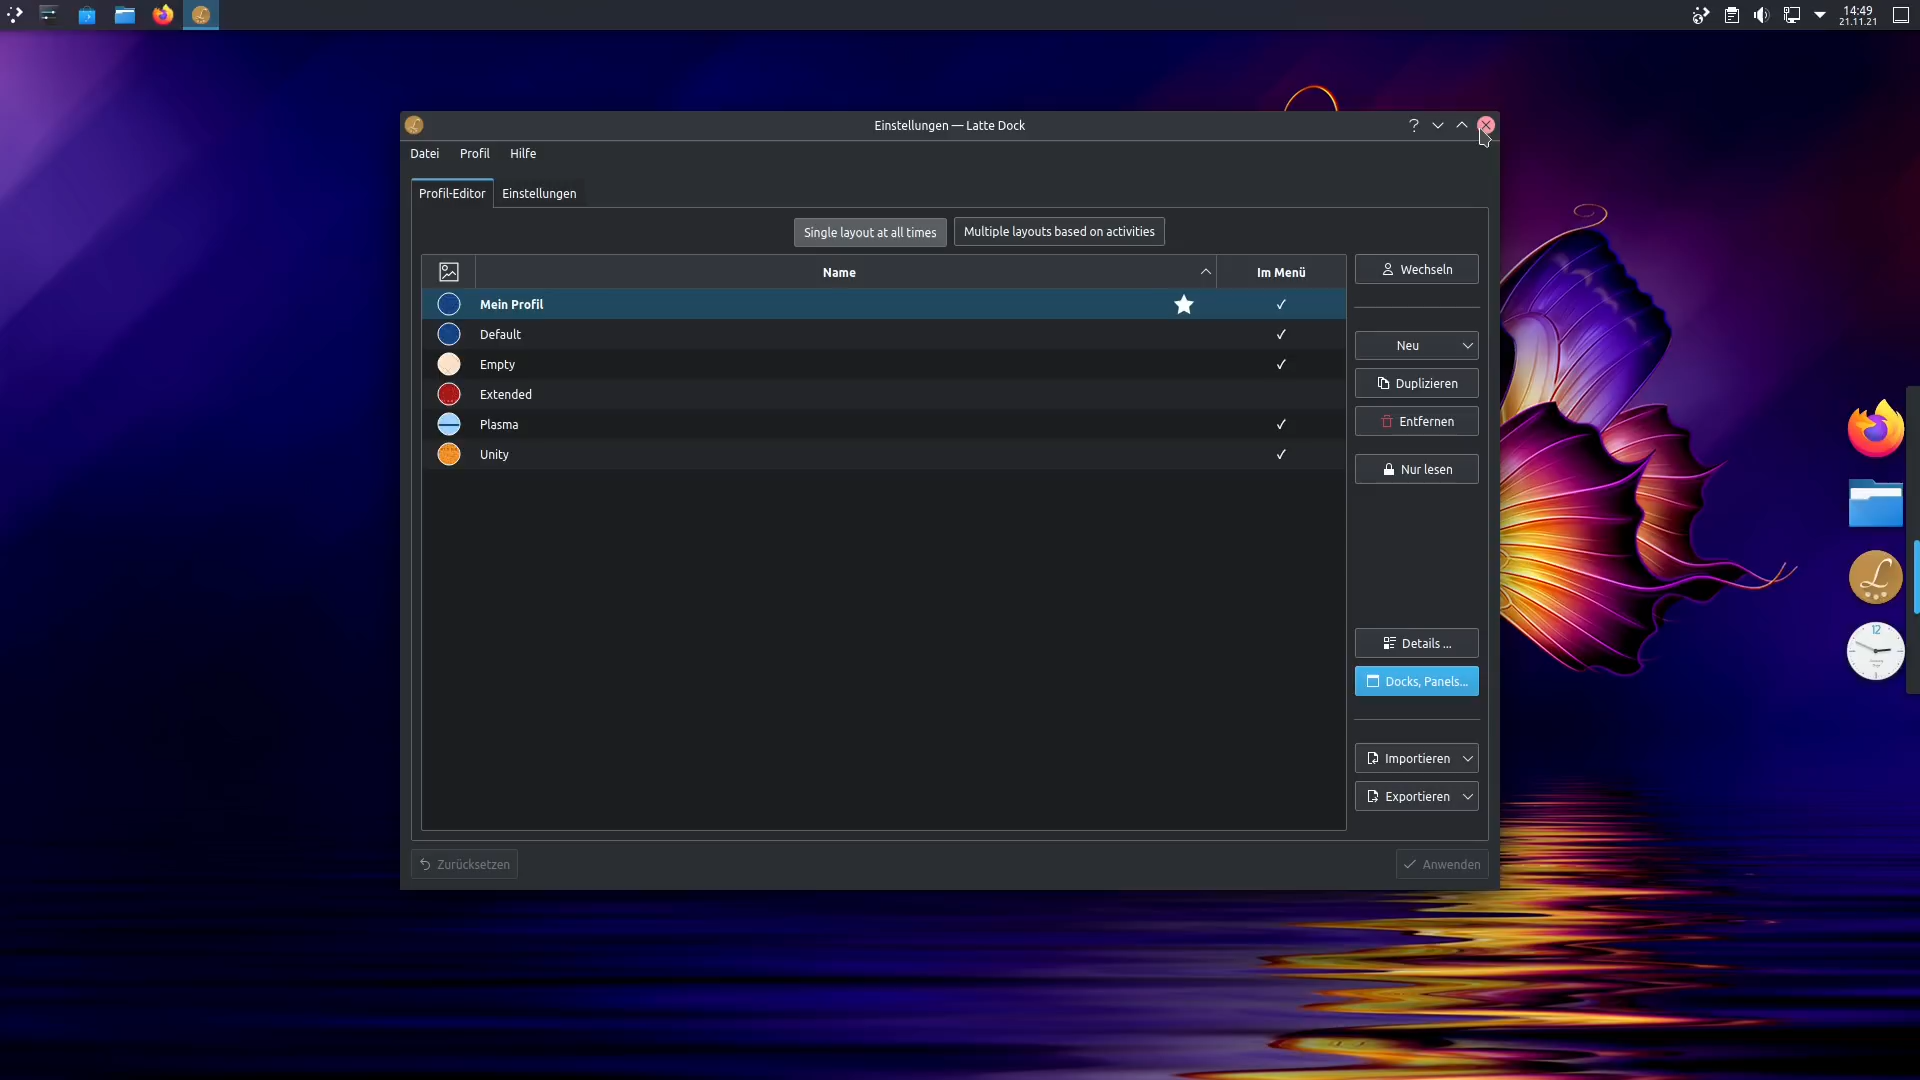 14:49
21.11.21
Einstellungen — Latte Dock
Datei Profil Hilfe
Profil-Editor Einstellungen
Single layout at all times Multiple layouts based on activities
Name Im Menü
Wechseln
Mein Profil ✓
Default ✓
Neu
Empty ✓
Duplizieren
Extended
Entfernen
Plasma ✓
Unity ✓
Nur lesen
Details ...
Docks, Panels...
Importieren
Exportieren
Zurücksetzen Anwenden
12